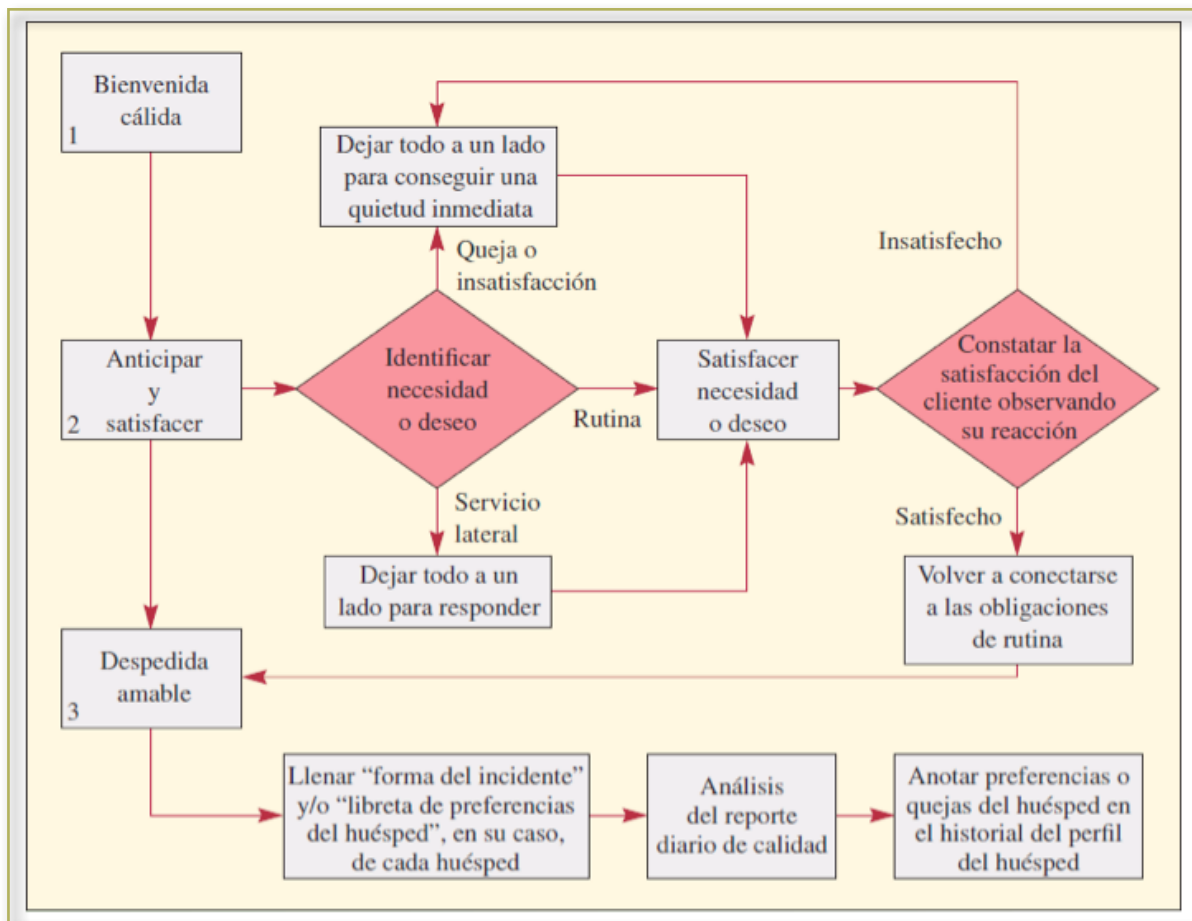 Bienvenida
cálida
1
Dejar todo a un lado
para conseguir una
quietud inmediata
Queja o
insatisfacción
Insatisfecho
Anticipar
y
satisfacer
2
Identificar
necesidad
o deseo
Rutina
Satisfacer
necesidad
o deseo
Constatar la
satisfacción del
cliente observando
su reacción
Servicio
lateral
Satisfecho
Dejar todo a un
lado para responder
Volver a conectarse
a las obligaciones
de rutina
Despedida
amable
3
Llenar “forma del incidente”
y/o “libreta de preferencias
del huésped”, en su caso,
de cada huésped
Análisis
del reporte
diario de calidad
Anotar preferencias o
quejas del huésped en
el historial del perfil
del huésped